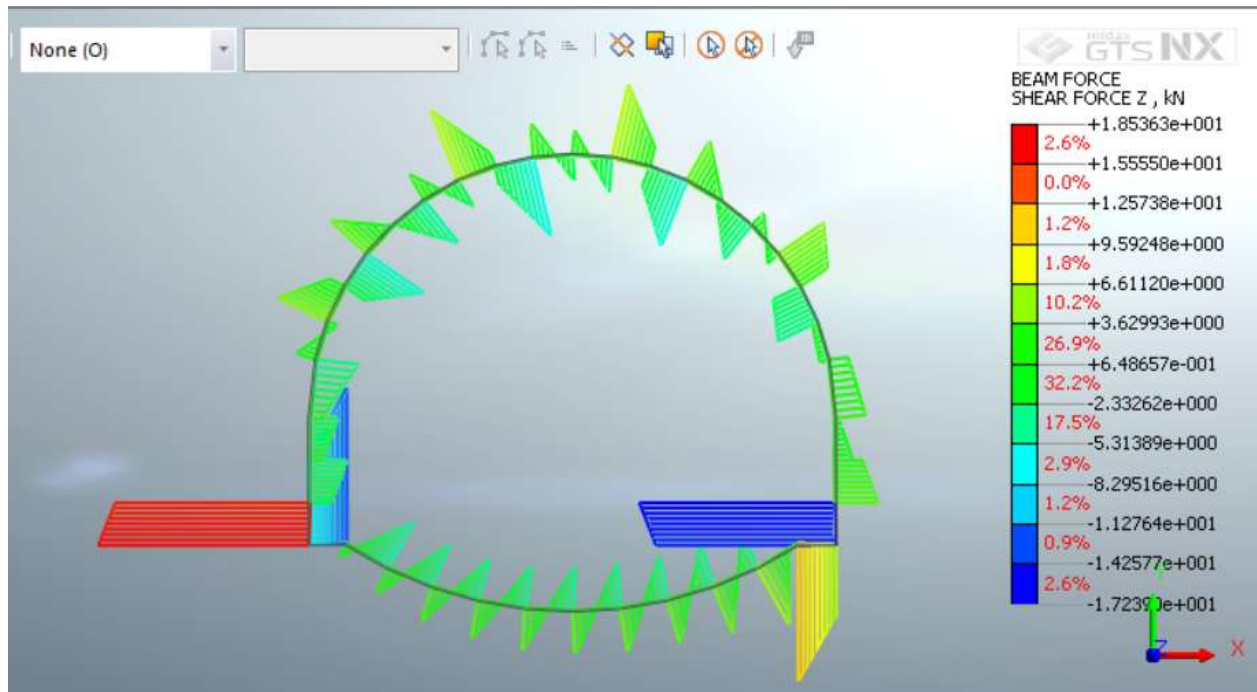 None (O)
midas
GTS NX
BEAM FORCE
SHEAR FORCE Z , kN
+1.85363e+001
2.6%
+1.55550e+001
0.0%
+1.25738e+001
1.2%
+9.59248e+000
1.8%
+6.61120e+000
10.2%
+3.62993e+000
26.9%
+6.48657e-001
32.2%
-2.33262e+000
17.5%
-5.31389e+000
2.9%
-8.29516e+000
1.2%
-1.12764e+001
0.9%
-1.42577e+001
2.6%
Z
X